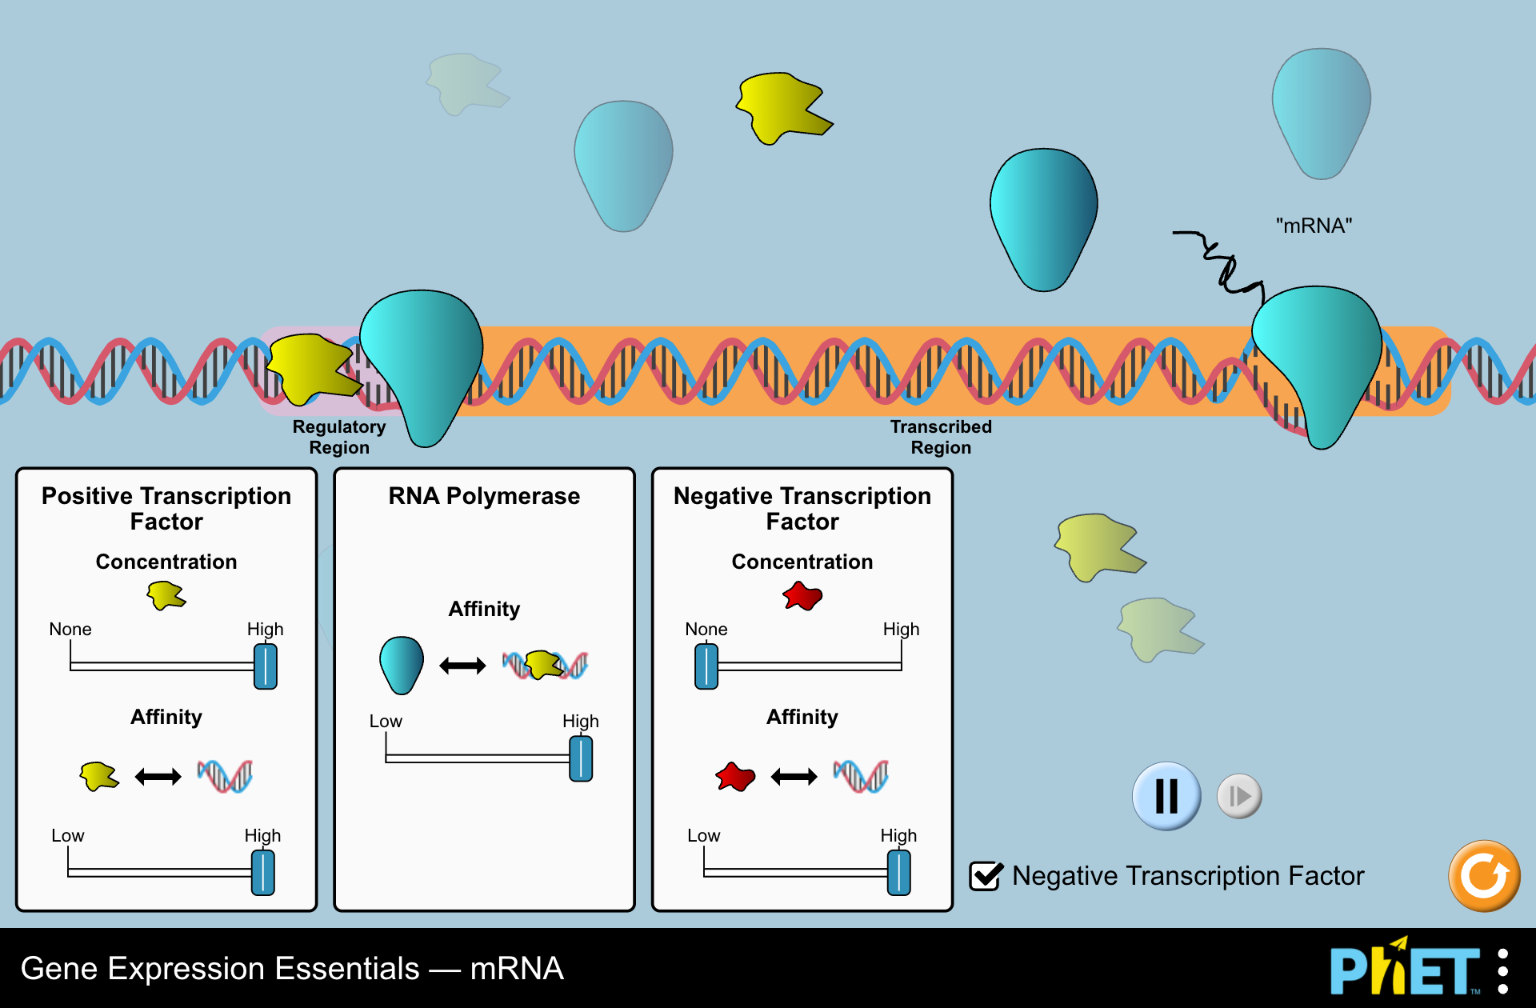 "mRNA"
Regulatory
Region
Transcribed
Region
Positive Transcription
Factor
Concentration
None High
Affinity
Low High
RNA Polymerase
Affinity
Low High
Negative Transcription
Factor
Concentration
None High
Affinity
Low High
Negative Transcription Factor
Gene Expression Essentials — mRNA
PhET™